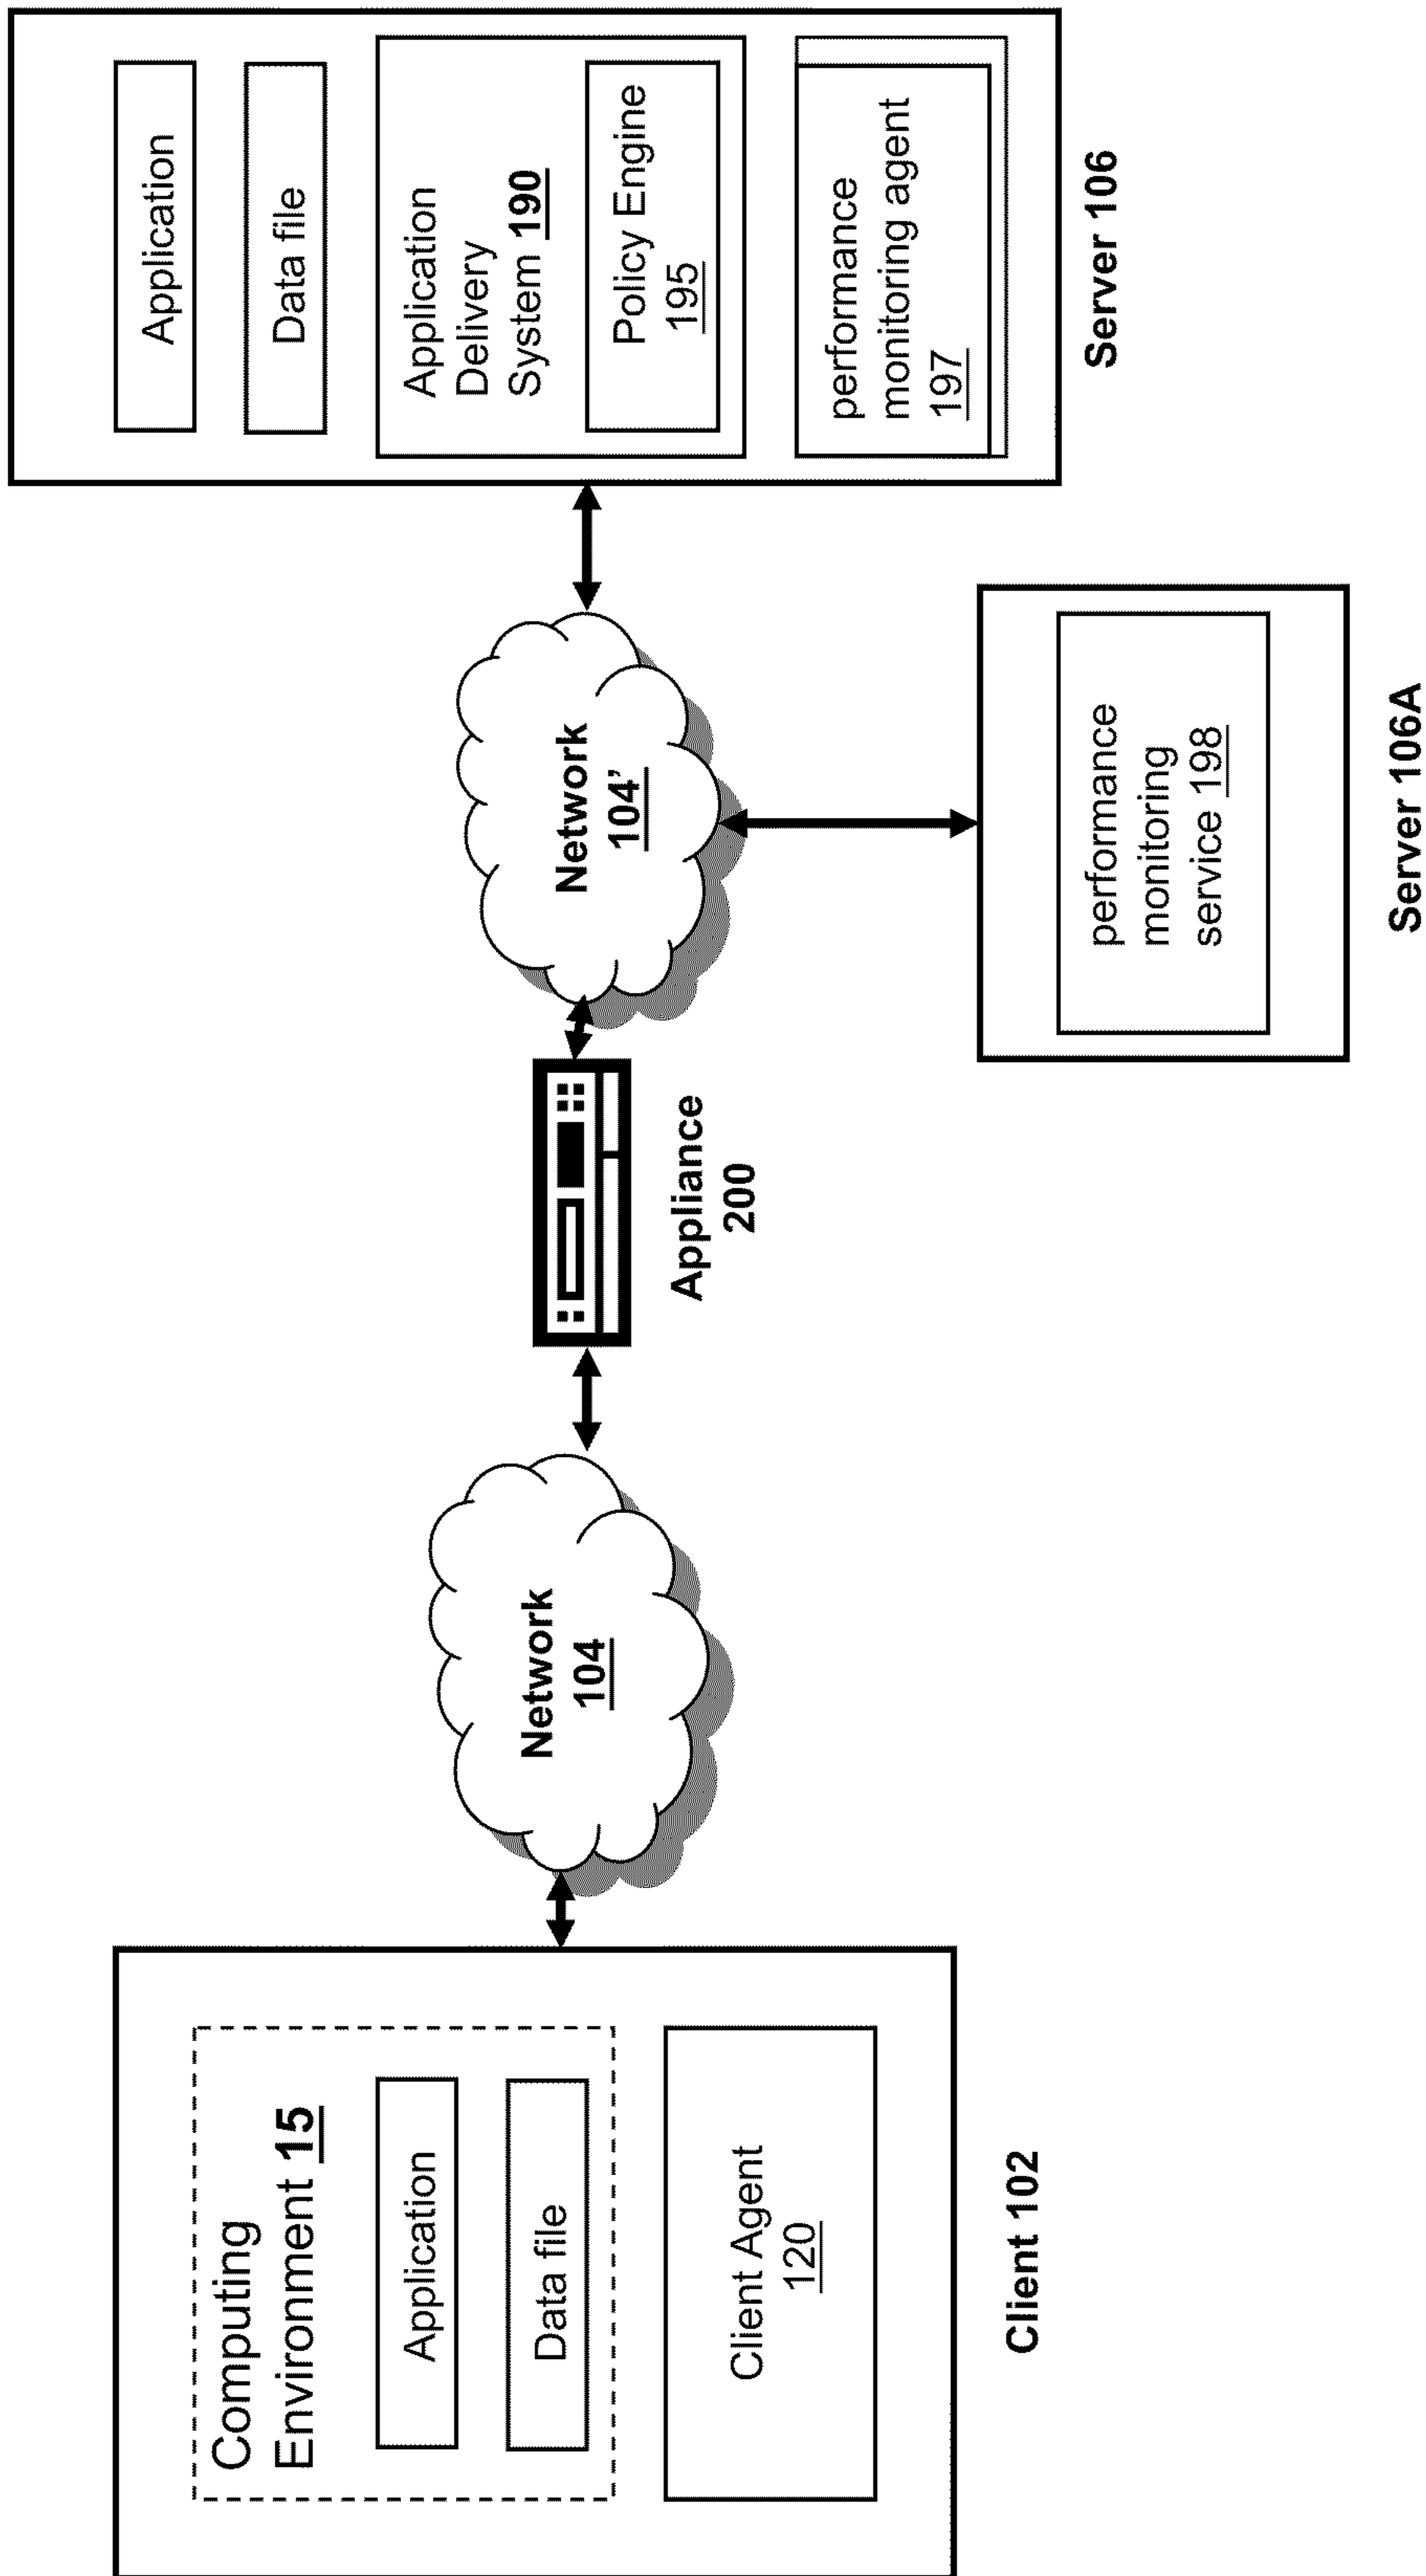 Computing
Environment 15
Application
Data file
Client Agent
120
Client 102
Network
104
Appliance
200
Network
104’
performance
monitoring
service 198
Server 106A
Application
Data file
Application
Delivery
System 190
Policy Engine
195
performance
monitoring agent
197
Server 106